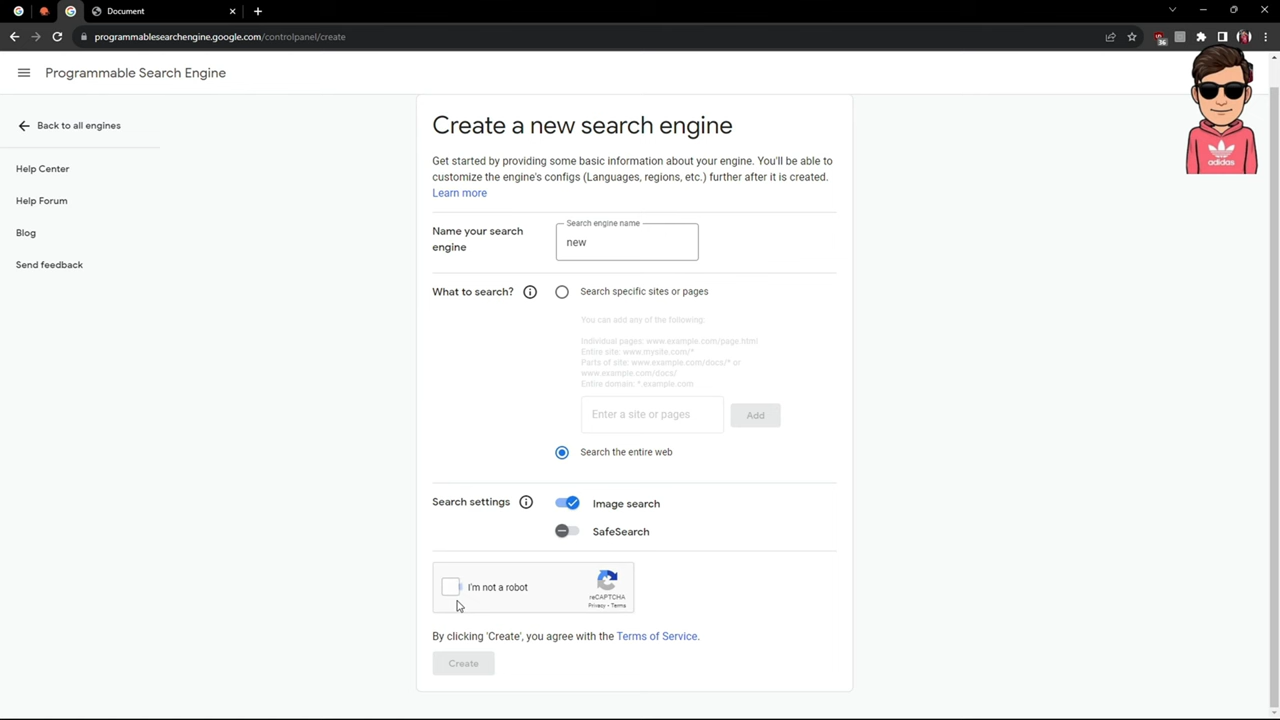 Document
programmablesearchengine.google.com/controlpanel/create
36
Programmable Search Engine
Back to all engines
Help Center
Help Forum
Blog
Send feedback
Create a new search engine
Get started by providing some basic information about your engine. You'll be able to
customize the engine's configs (Languages, regions, etc.) further after it is created.
Learn more
Name your search
engine
Search engine name
new
What to search?
Search specific sites or pages
You can add any of the following:
Individual pages: www.example.com/page.html
Entire site: www.mysite.com/*
Parts of site: www.example.com/docs/* or
www.example.com/docs/
Entire domain: *.example.com
Enter a site or pages
Add
Search the entire web
Search settings
Image search
SafeSearch
I'm not a robot
reCAPTCHA
Privacy - Terms
By clicking 'Create', you agree with the Terms of Service.
Create
adidas